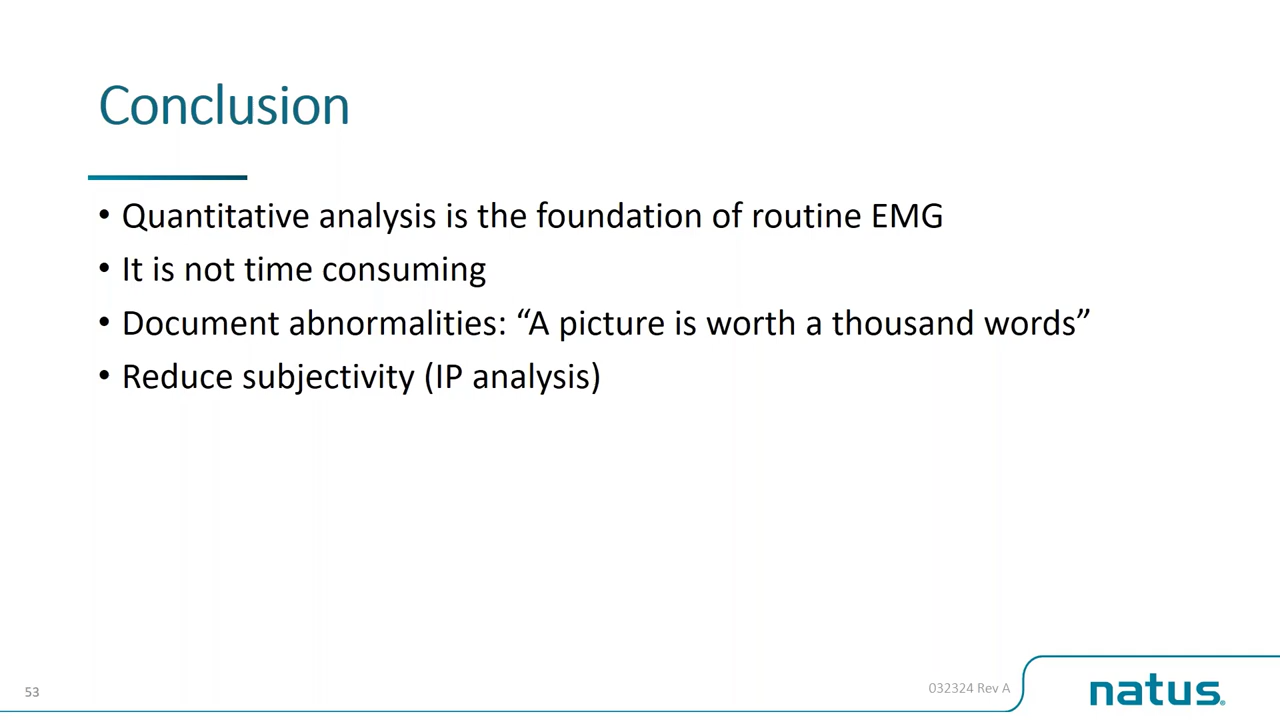 Conclusion
• Quantitative analysis is the foundation of routine EMG
• It is not time consuming
• Document abnormalities: “A picture is worth a thousand words”
• Reduce subjectivity (IP analysis)
53
032324 Rev A
natus.